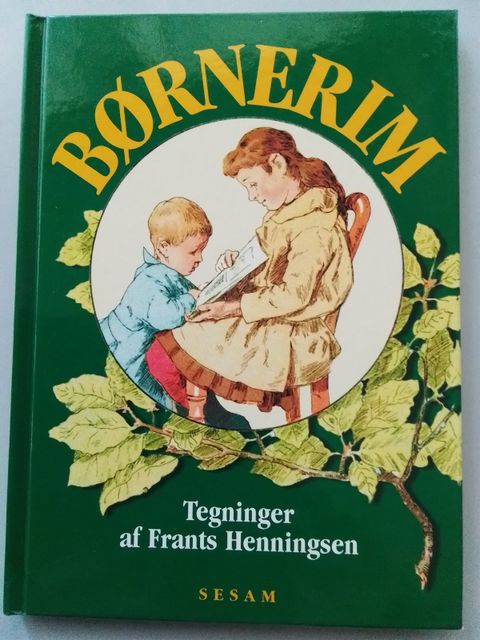 BØRNERIM
Tegninger
af Frants Henningsen
SESAM